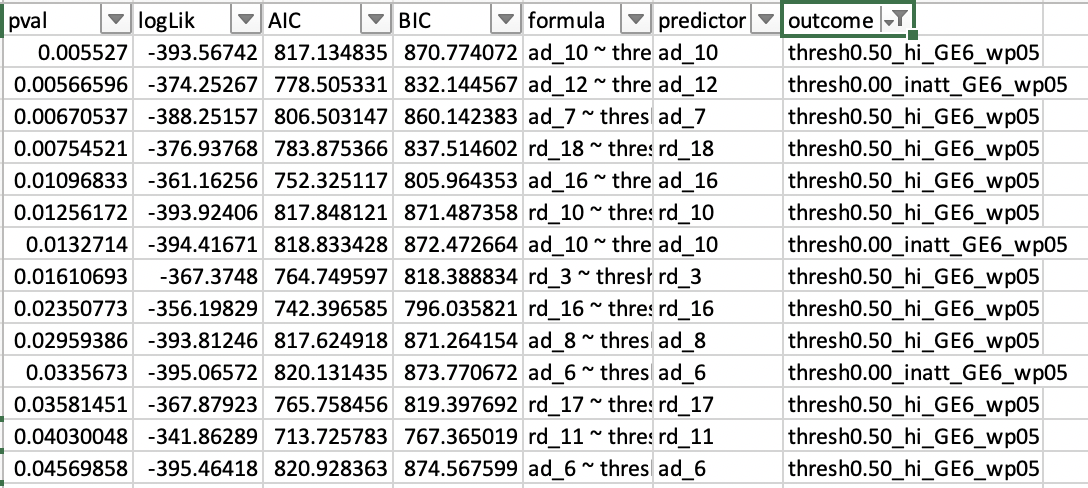 pval logLik AIC BIC formula predictor outcome
0.005527 -393.56742 817.134835 870.774072 ad_10 ~ thre ad_10 thresh0.50_hi_GE6_wp05
0.00566596 -374.25267 778.505331 832.144567 ad_12 ~ thre ad_12 thresh0.00_inatt_GE6_wp05
0.00670537 -388.25157 806.503147 860.142383 ad_7 ~ thresl ad_7 thresh0.50_hi_GE6_wp05
0.00754521 -376.93768 783.875366 837.514602 rd_18 ~ thres rd_18 thresh0.50_hi_GE6_wp05
0.01096833 -361.16256 752.325117 805.964353 ad_16 ~ thre ad_16 thresh0.50_hi_GE6_wp05
0.01256172 -393.92406 817.848121 871.487358 rd_10 ~ thres rd_10 thresh0.50_hi_GE6_wp05
0.0132714 -394.41671 818.833428 872.472664 ad_10 ~ thre ad_10 thresh0.00_inatt_GE6_wp05
0.01610693 -367.3748 764.749597 818.388834 rd_3 ~ thresh rd_3 thresh0.50_hi_GE6_wp05
0.02350773 -356.19829 742.396585 796.035821 rd_16 ~ thres rd_16 thresh0.50_hi_GE6_wp05
0.02959386 -393.81246 817.624918 871.264154 ad_8 ~ thresl ad_8 thresh0.50_hi_GE6_wp05
0.0335673 -395.06572 820.131435 873.770672 ad_6 ~ thresl ad_6 thresh0.00_inatt_GE6_wp05
0.03581451 -367.87923 765.758456 819.397692 rd_17 ~ thres rd_17 thresh0.50_hi_GE6_wp05
0.04030048 -341.86289 713.725783 767.365019 rd_11 ~ thres rd_11 thresh0.50_hi_GE6_wp05
0.04569858 -395.46418 820.928363 874.567599 ad_6 ~ thresl ad_6 thresh0.50_hi_GE6_wp05